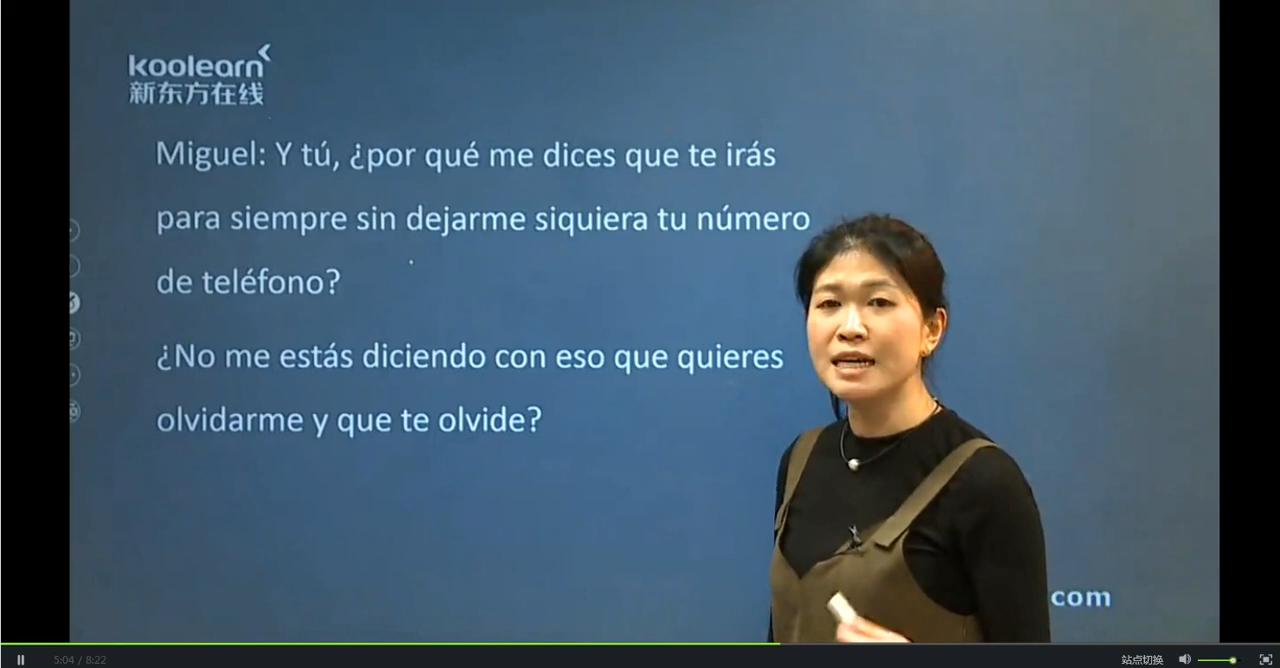 koolearn
新东方在线
Miguel: Y tú, ¿por qué me dices que te irás
para siempre sin dejarme siquiera tu número
de teléfono?
¿No me estás diciendo con eso que quieres
olvidarme y que te olvide?
com
5:04 / 8:22
站点切换